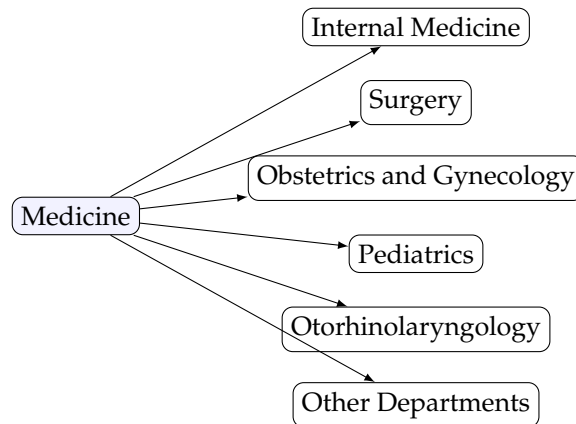 Internal Medicine
Surgery
Obstetrics and Gynecology
Medicine
Pediatrics
Otorhinolaryngology
Other Departments